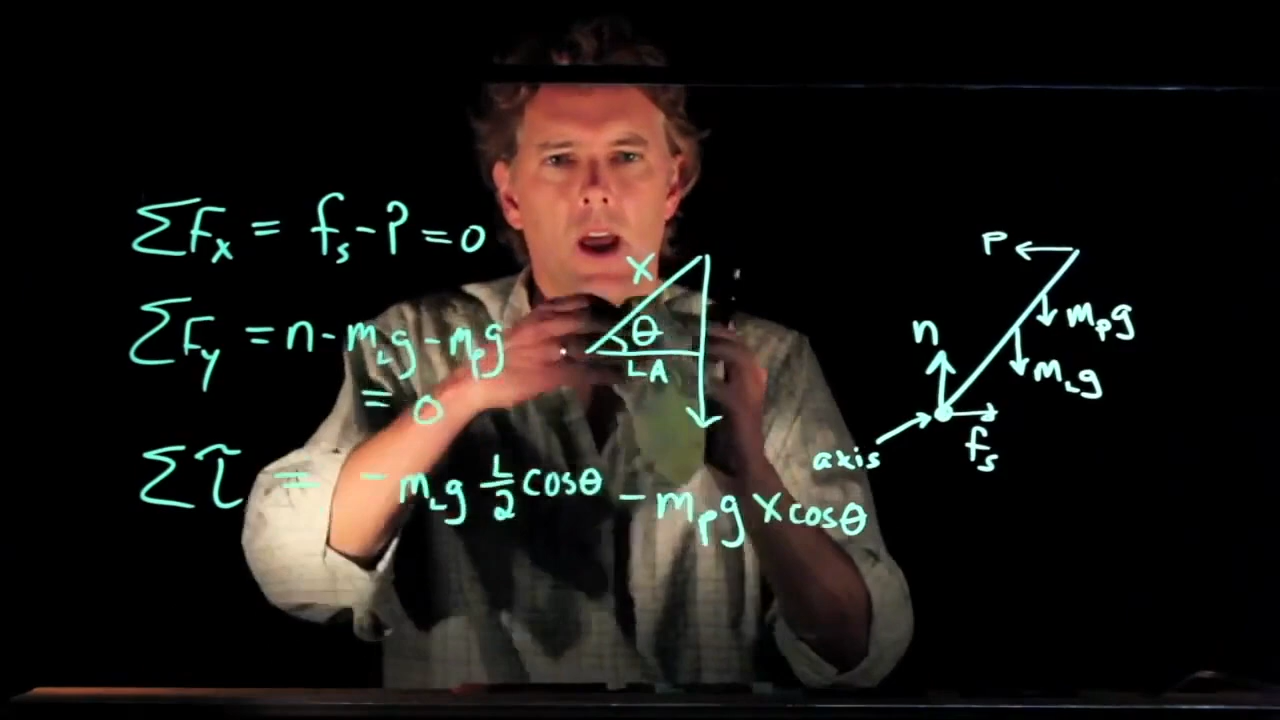 ΣFx = fs - P = 0
ΣFy = n - mLg - mPg
= 0
Στ = - mLg L/2 cosθ - mpg x cosθ
x
θ
LA
P
mpg
n
mLg
axis
fs